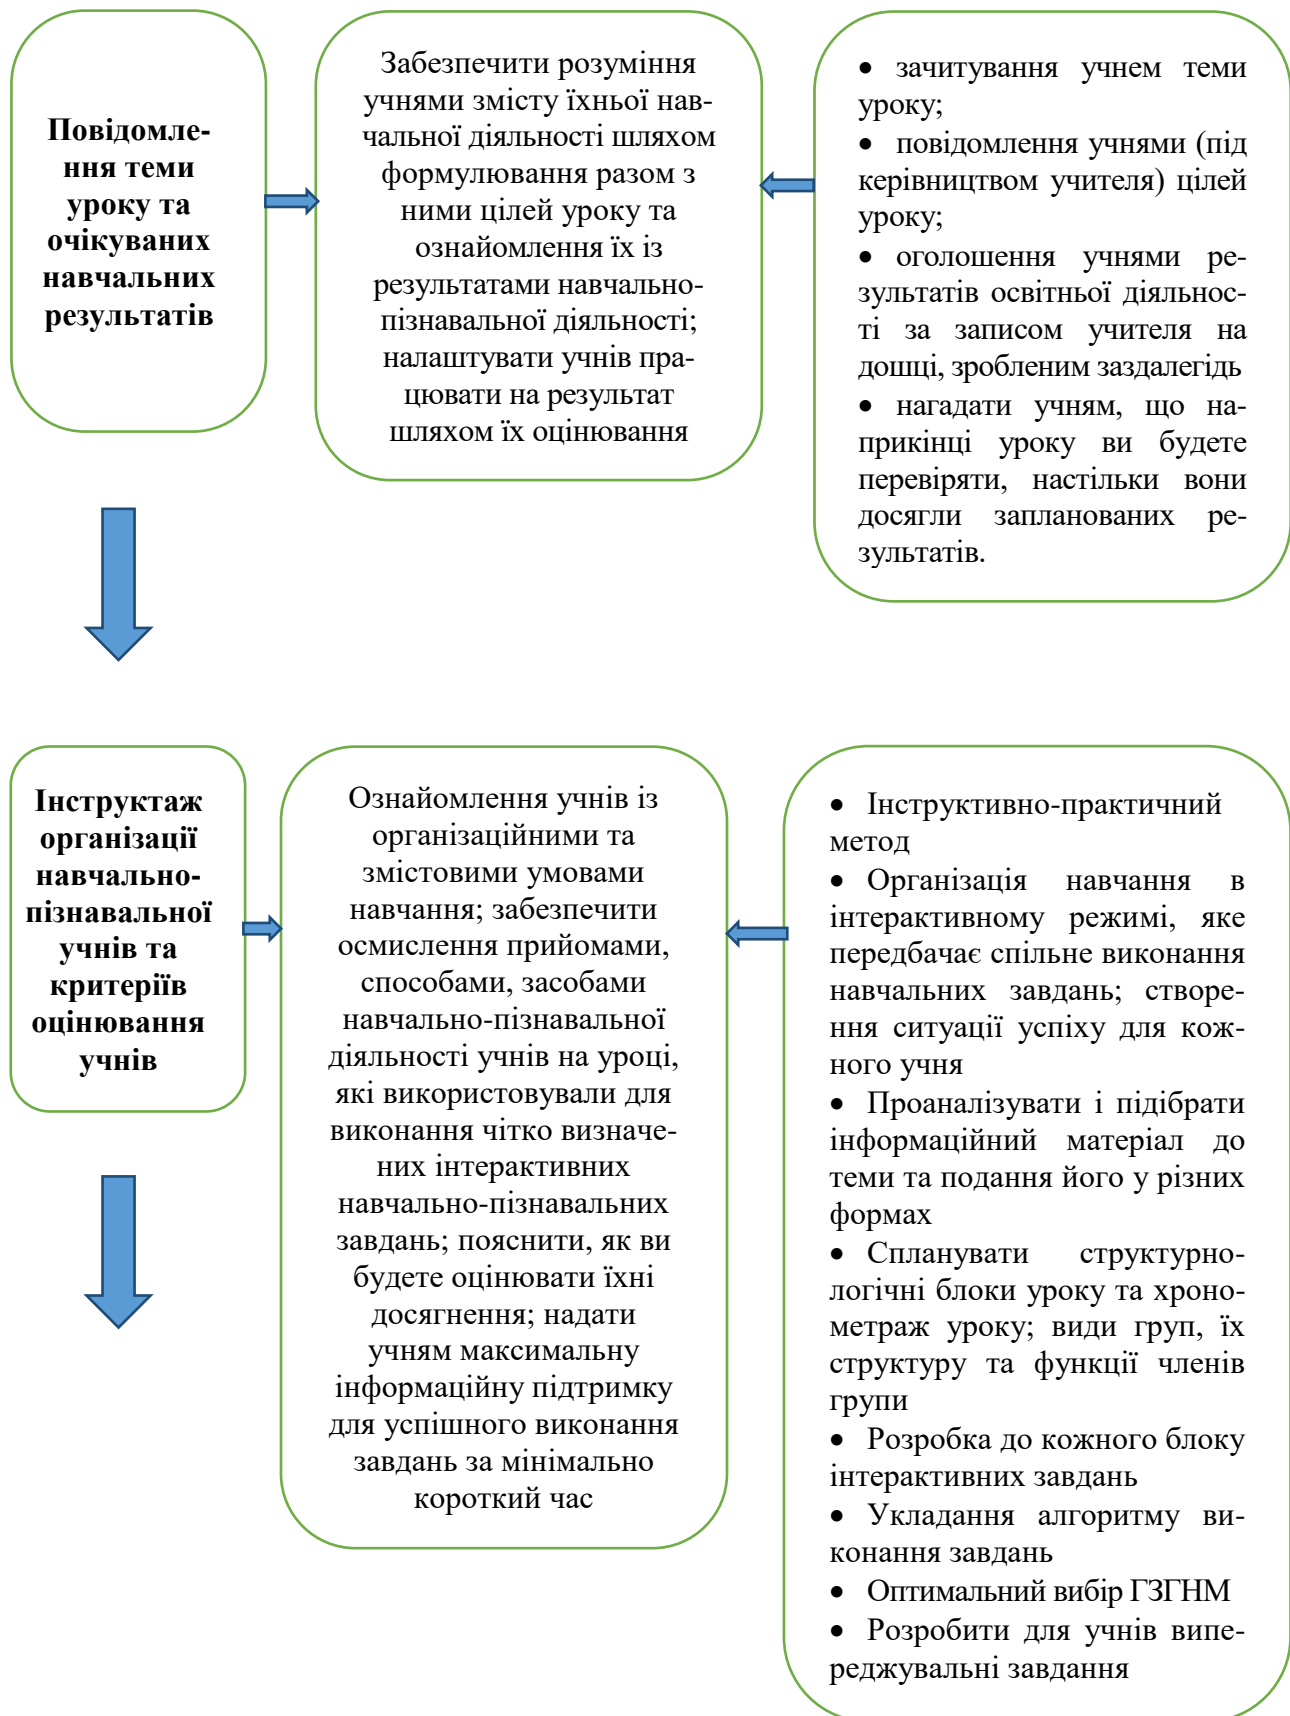 Повідомле-
ння теми
уроку та
очікуваних
навчальних
результатів
Забезпечити розуміння
учнями змісту їхньої нав-
чальної діяльності шляхом
формулювання разом з
ними цілей уроку та
ознайомлення їх із
результатами навчально-
пізнавальної діяльності;
налаштувати учнів пра-
цювати на результат
шляхом їх оцінювання
• зачитування учнем теми
уроку;
• повідомлення учнями (під
керівництвом учителя) цілей
уроку;
• оголошення учнями ре-
зультатів освітньої діяльнос-
ті за записом учителя на
дошці, зробленим заздалегідь
• нагадати учням, що на-
прикінці уроку ви будете
перевіряти, настільки вони
досягли запланованих ре-
зультатів.
Інструктаж
організації
навчально-
пізнавальної
учнів та
критеріїв
оцінювання
учнів
Ознайомлення учнів із
організаційними та
змістовими умовами
навчання; забезпечити
осмислення прийомами,
способами, засобами
навчально-пізнавальної
діяльності учнів на уроці,
які використовували для
виконання чітко визначе-
них інтерактивних
навчально-пізнавальних
завдань; пояснити, як ви
будете оцінювати їхні
досягнення; надати
учням максимальну
інформаційну підтримку
для успішного виконання
завдань за мінімально
короткий час
• Інструктивно-практичний
метод
• Організація навчання в
інтерактивному режимі, яке
передбачає спільне виконання
навчальних завдань; створе-
ння ситуації успіху для кож-
ного учня
• Проаналізувати і підібрати
інформаційний матеріал до
теми та подання його у різних
формах
• Спланувати структурно-
логічні блоки уроку та хроно-
метраж уроку; види груп, їх
структуру та функції членів
групи
• Розробка до кожного блоку
інтерактивних завдань
• Укладання алгоритму ви-
конання завдань
• Оптимальний вибір ГЗГНМ
• Розробити для учнів випе-
реджувальні завдання